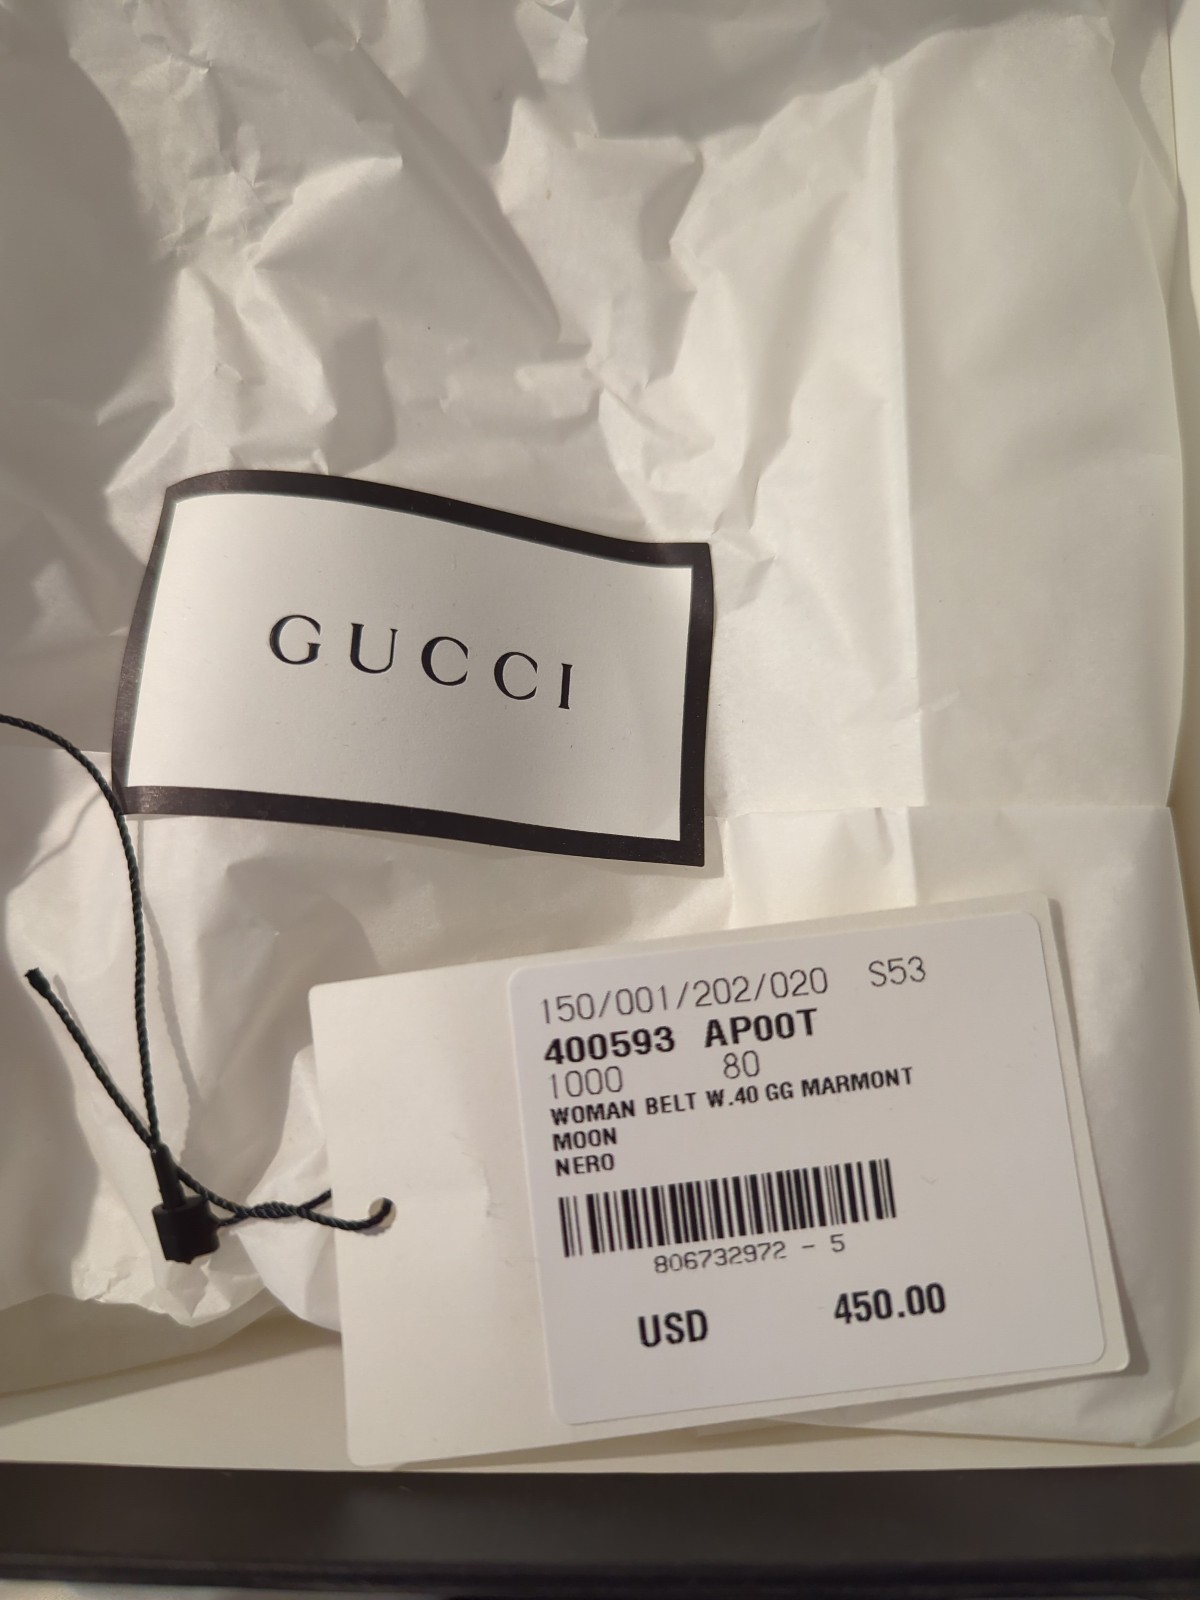 GUCCI
150/001/202/020 S53
400593 AP00T
1000 80
WOMAN BELT W.40 GG MARMONT
MOON
NERO
806732972 - 5
USD 450.00